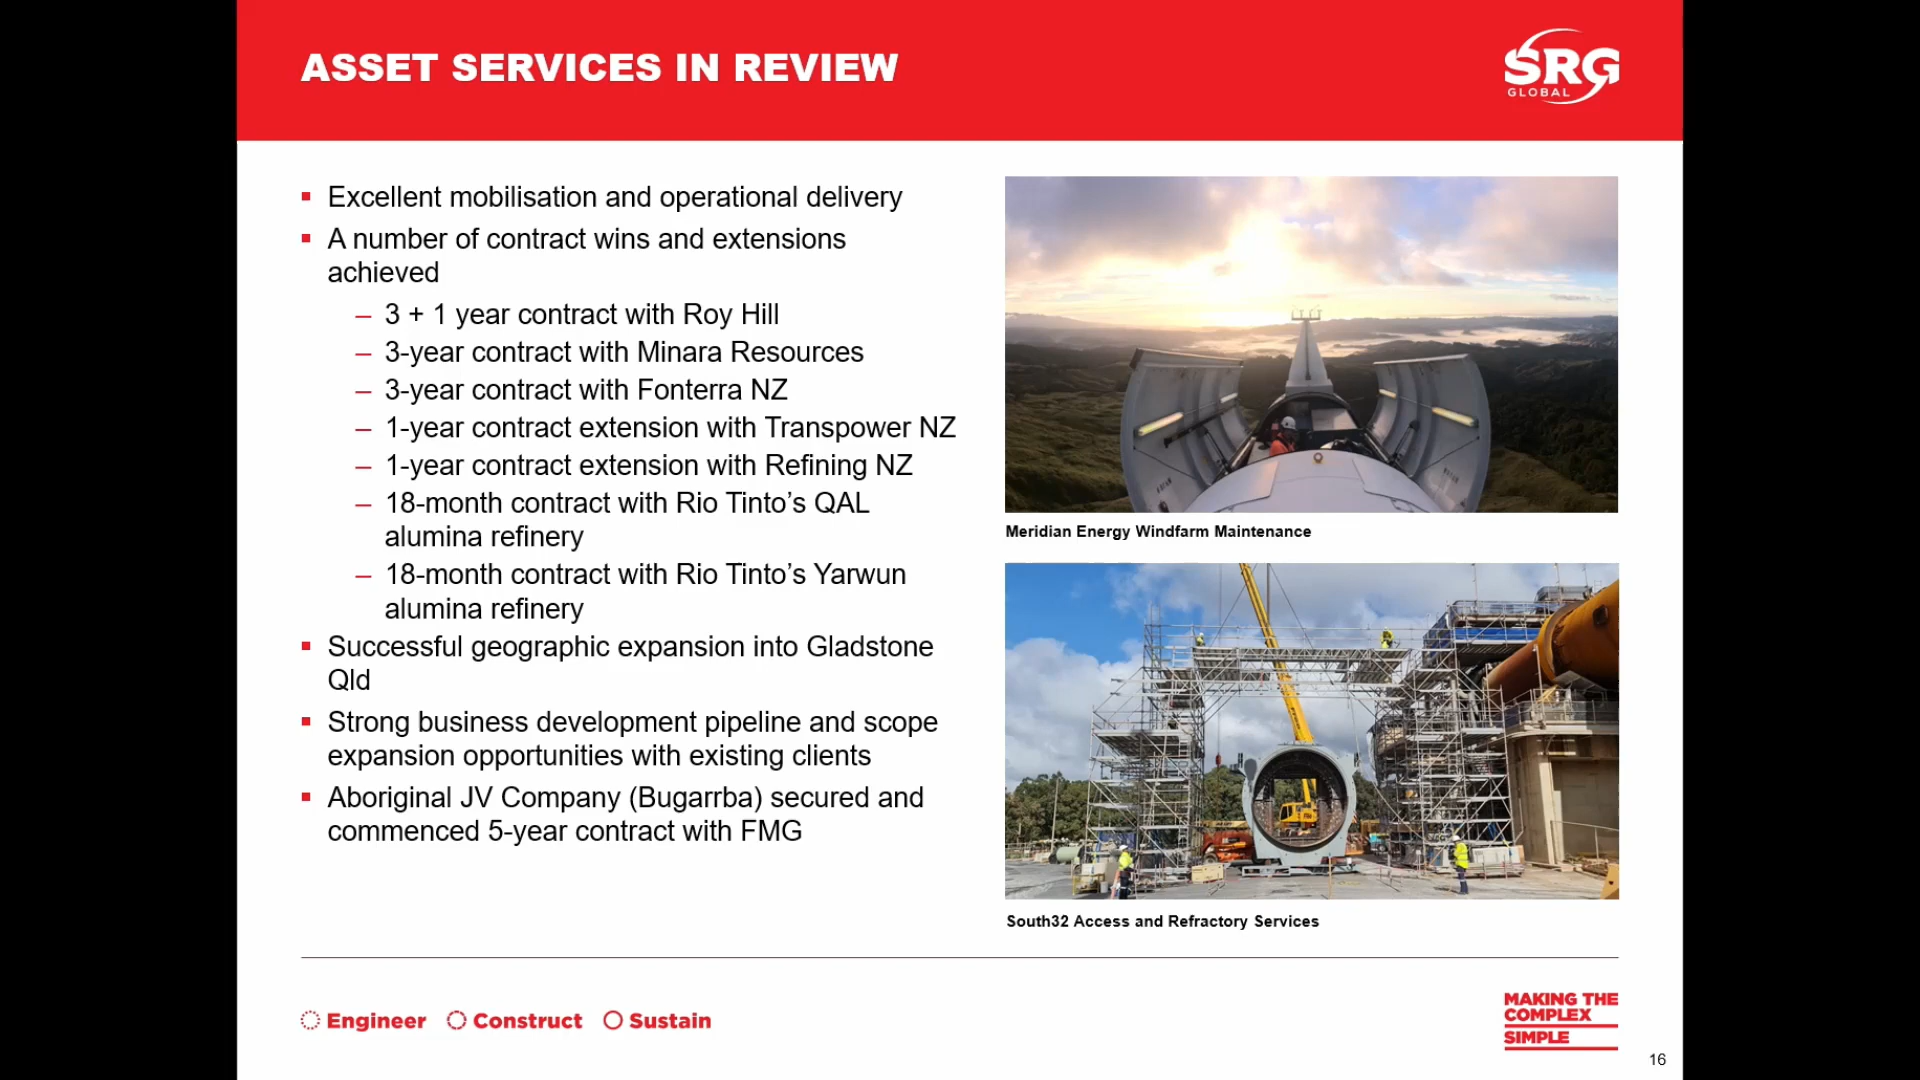 ASSET SERVICES IN REVIEW
SRG
GLOBAL
▪ Excellent mobilisation and operational delivery
▪ A number of contract wins and extensions
achieved
– 3 + 1 year contract with Roy Hill
– 3-year contract with Minara Resources
– 3-year contract with Fonterra NZ
– 1-year contract extension with Transpower NZ
– 1-year contract extension with Refining NZ
– 18-month contract with Rio Tinto’s QAL
alumina refinery
– 18-month contract with Rio Tinto’s Yarwun
alumina refinery
▪ Successful geographic expansion into Gladstone
Qld
▪ Strong business development pipeline and scope
expansion opportunities with existing clients
▪ Aboriginal JV Company (Bugarrba) secured and
commenced 5-year contract with FMG
Meridian Energy Windfarm Maintenance
South32 Access and Refractory Services
Engineer Construct Sustain
MAKING THE
COMPLEX
SIMPLE
16